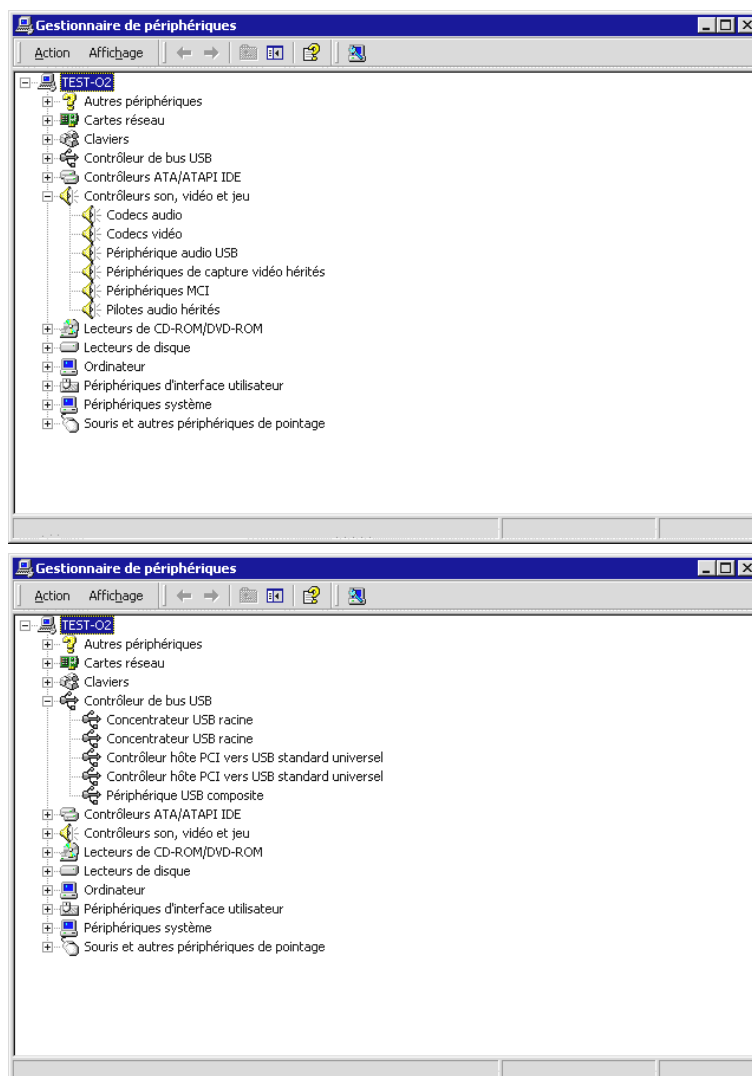 Gestionnaire de périphériques
Action Affichage
TEST-O2
Autres périphériques
Cartes réseau
Claviers
Contrôleur de bus USB
Contrôleurs ATA/ATAPI IDE
Contrôleurs son, vidéo et jeu
Codecs audio
Codecs vidéo
Périphérique audio USB
Périphériques de capture vidéo hérités
Périphériques MCI
Pilotes audio hérités
Lecteurs de CD-ROM/DVD-ROM
Lecteurs de disque
Ordinateur
Périphériques d'interface utilisateur
Périphériques système
Souris et autres périphériques de pointage
Gestionnaire de périphériques
Action Affichage
TEST-O2
Autres périphériques
Cartes réseau
Claviers
Contrôleur de bus USB
Concentrateur USB racine
Concentrateur USB racine
Contrôleur hôte PCI vers USB standard universel
Contrôleur hôte PCI vers USB standard universel
Périphérique USB composite
Contrôleurs ATA/ATAPI IDE
Contrôleurs son, vidéo et jeu
Lecteurs de CD-ROM/DVD-ROM
Lecteurs de disque
Ordinateur
Périphériques d'interface utilisateur
Périphériques système
Souris et autres périphériques de pointage